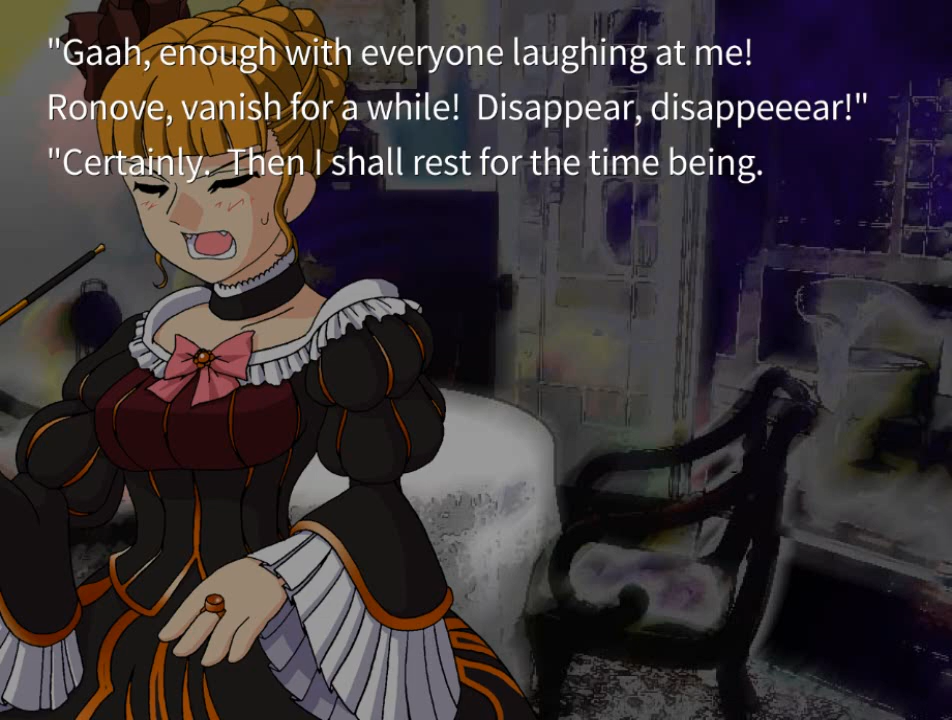 "Gaah, enough with everyone laughing at me!
Ronove, vanish for a while!  Disappear, disappeeear!"
"Certainly.  Then I shall rest for the time being.